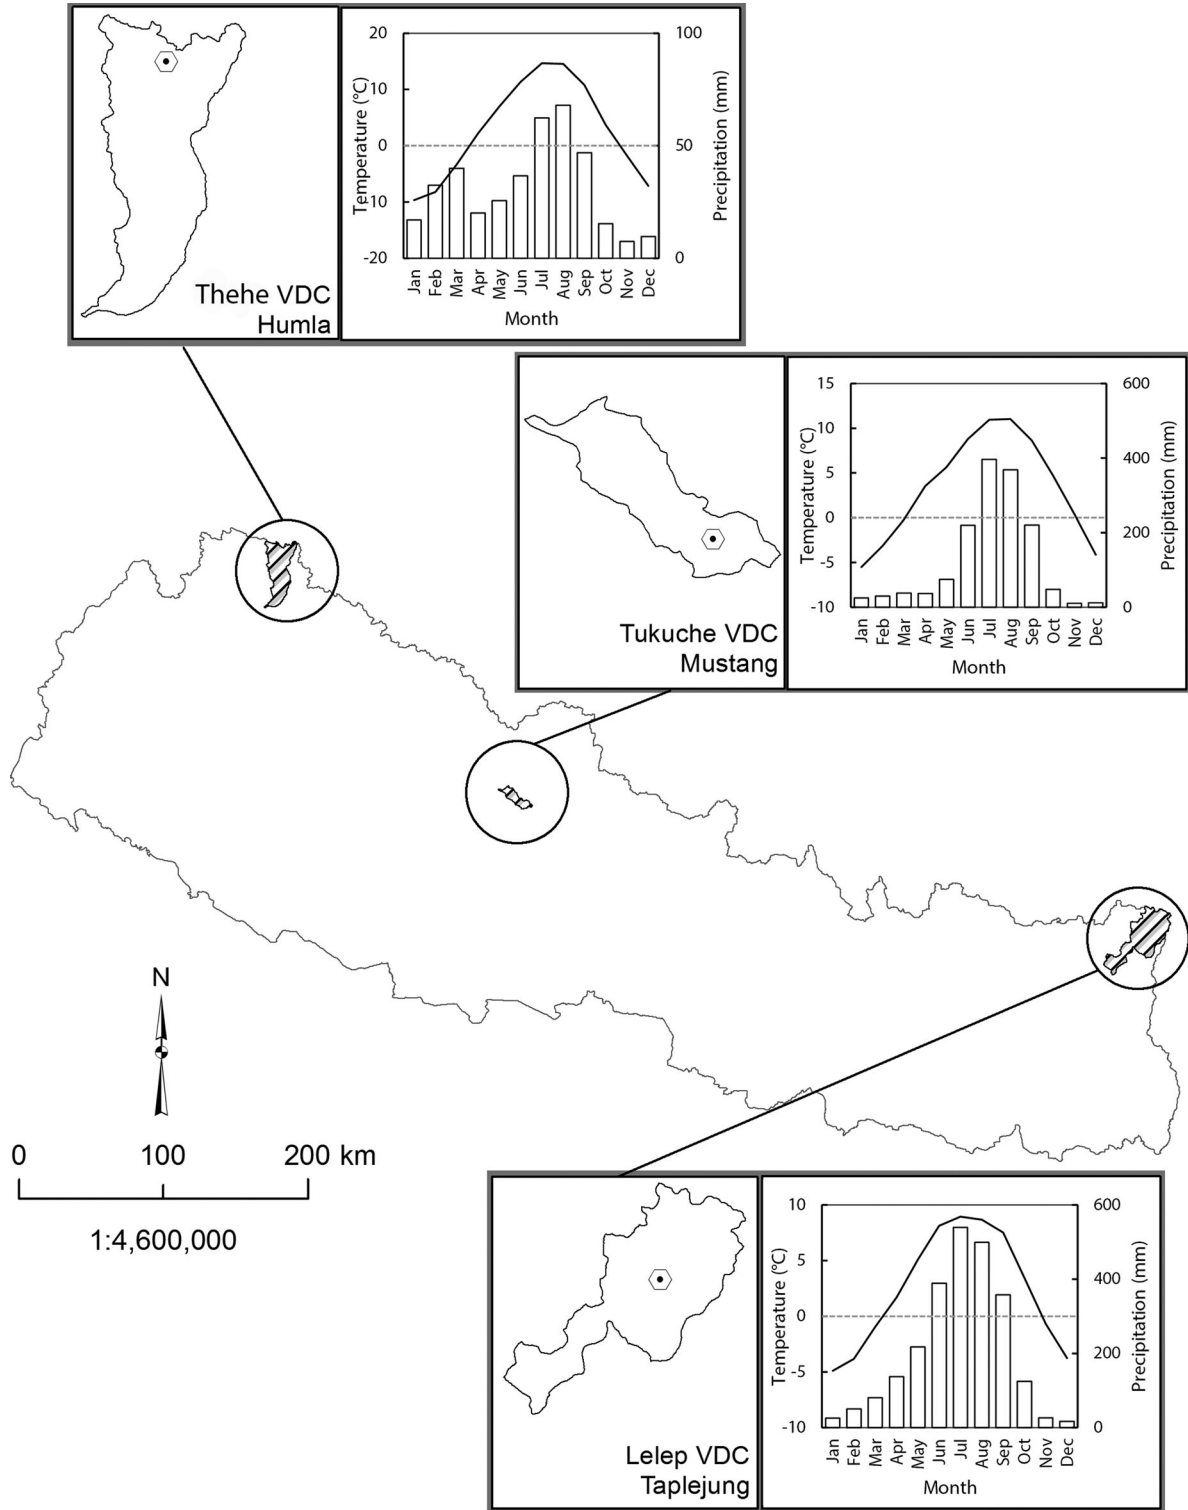 Thehe VDC
Humla
Temperature (°C)
20
10
0
-10
-20
Precipitation (mm)
100
50
0
Jan
Feb
Mar
Apr
May
Jun
Jul
Aug
Sep
Oct
Nov
Dec
Month
Tukuche VDC
Mustang
Temperature (°C)
15
10
5
0
-5
-10
Precipitation (mm)
600
400
200
0
Jan
Feb
Mar
Apr
May
Jun
Jul
Aug
Sep
Oct
Nov
Dec
Month
N
0 100 200 km
1:4,600,000
Lelep VDC
Taplejung
Temperature (°C)
10
5
0
-5
-10
Precipitation (mm)
600
400
200
0
Jan
Feb
Mar
Apr
May
Jun
Jul
Aug
Sep
Oct
Nov
Dec
Month